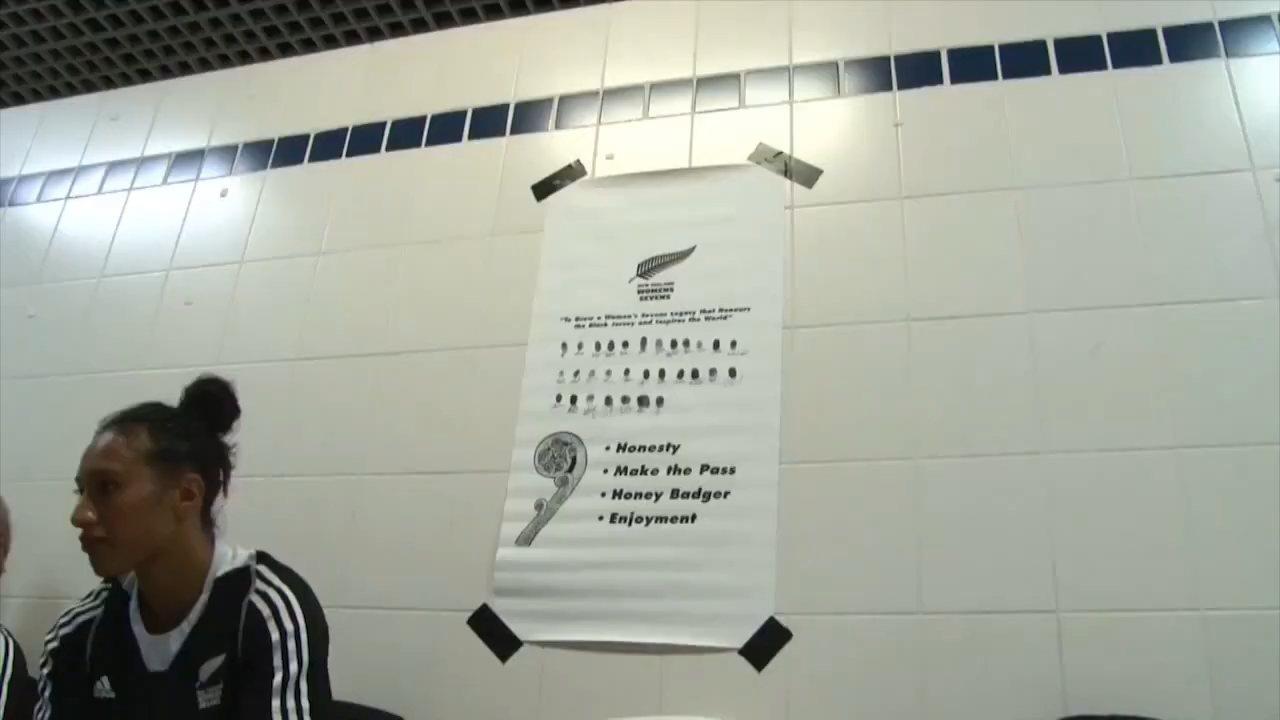 NEW ZEALAND
WOMENS
SEVENS
"To Grow a Women's Sevens Legacy that Honours
the Black Jersey and Inspires the World"
• Honesty
• Make the Pass
• Honey Badger
• Enjoyment
adidas